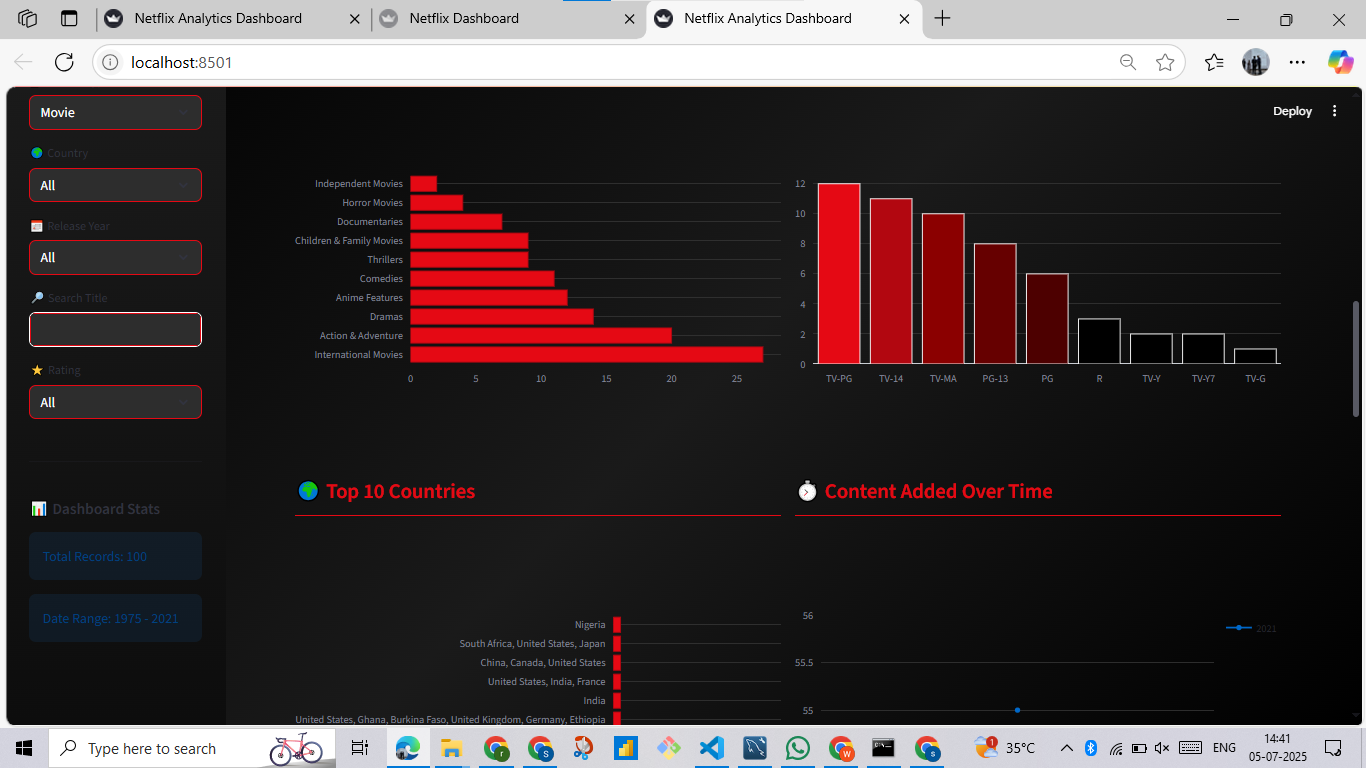 Netflix Analytics Dashboard
Netflix Dashboard
Netflix Analytics Dashboard
localhost:8501
Deploy
Movie
Country
All
Release Year
All
Search Title
Rating
All
Dashboard Stats
Total Records: 100
Date Range: 1975 - 2021
Independent Movies
Horror Movies
Documentaries
Children & Family Movies
Thrillers
Comedies
Anime Features
Dramas
Action & Adventure
International Movies
0 5 10 15 20 25
12
10
8
6
4
2
0
TV-PG TV-14 TV-MA PG-13 PG R TV-Y TV-Y7 TV-G
Top 10 Countries
Nigeria
South Africa, United States, Japan
China, Canada, United States
United States, India, France
India
United States, Ghana, Burkina Faso, United Kingdom, Germany, Ethiopia
Content Added Over Time
56
55.5
55
2021
Type here to search
1
35°C
ENG
14:41
05-07-2025